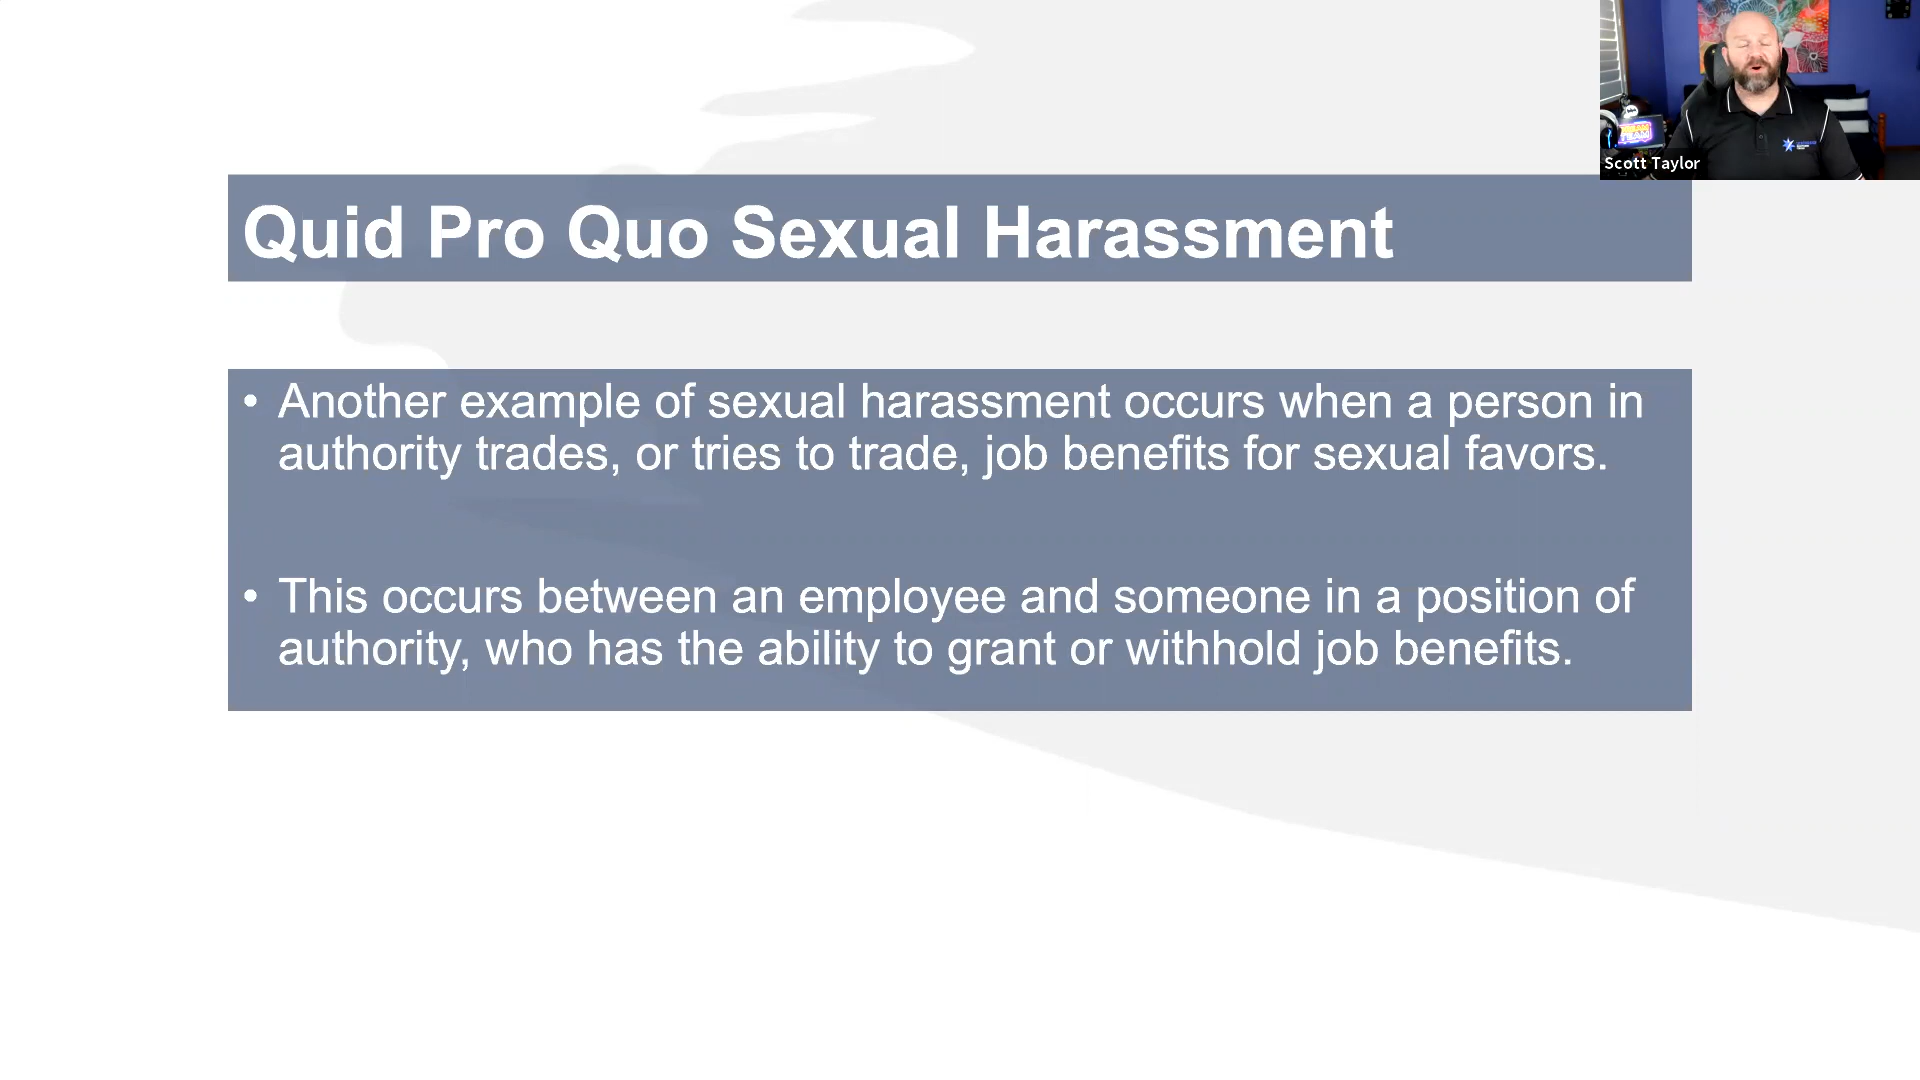 Scott Taylor
Quid Pro Quo Sexual Harassment
• Another example of sexual harassment occurs when a person in
authority trades, or tries to trade, job benefits for sexual favors.
• This occurs between an employee and someone in a position of
authority, who has the ability to grant or withhold job benefits.